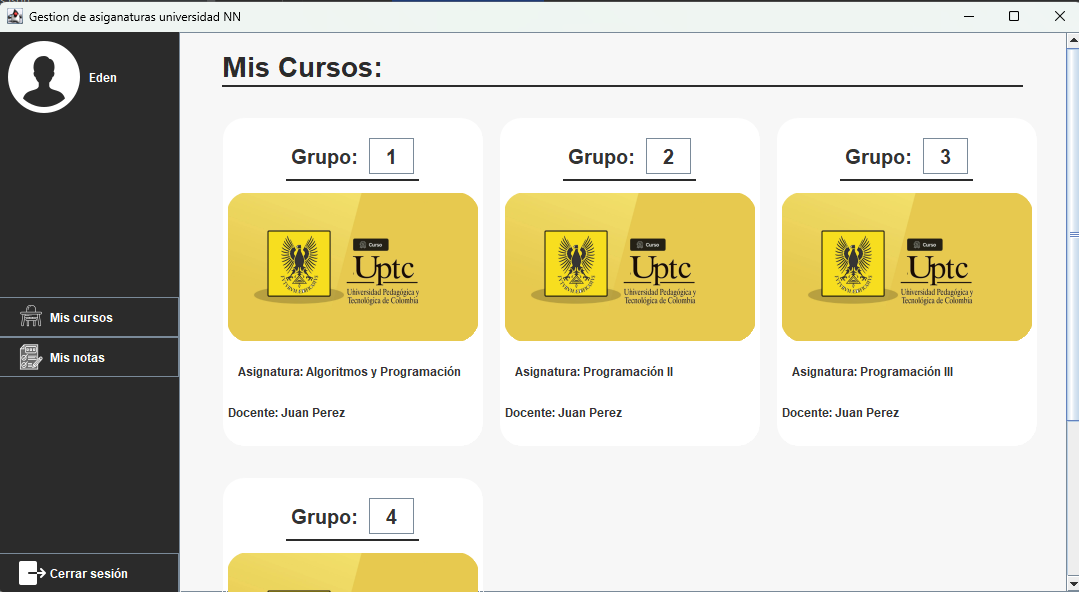 Gestion de asiganaturas universidad NN
Eden
Mis cursos
Mis notas
Cerrar sesión
Mis Cursos:
Grupo: 1
Curso
Uptc
Universidad Pedagógica y
Tecnológica de Colombia
Asignatura: Algoritmos y Programación
Docente: Juan Perez
Grupo: 2
Curso
Uptc
Universidad Pedagógica y
Tecnológica de Colombia
Asignatura: Programación II
Docente: Juan Perez
Grupo: 3
Curso
Uptc
Universidad Pedagógica y
Tecnológica de Colombia
Asignatura: Programación III
Docente: Juan Perez
Grupo: 4